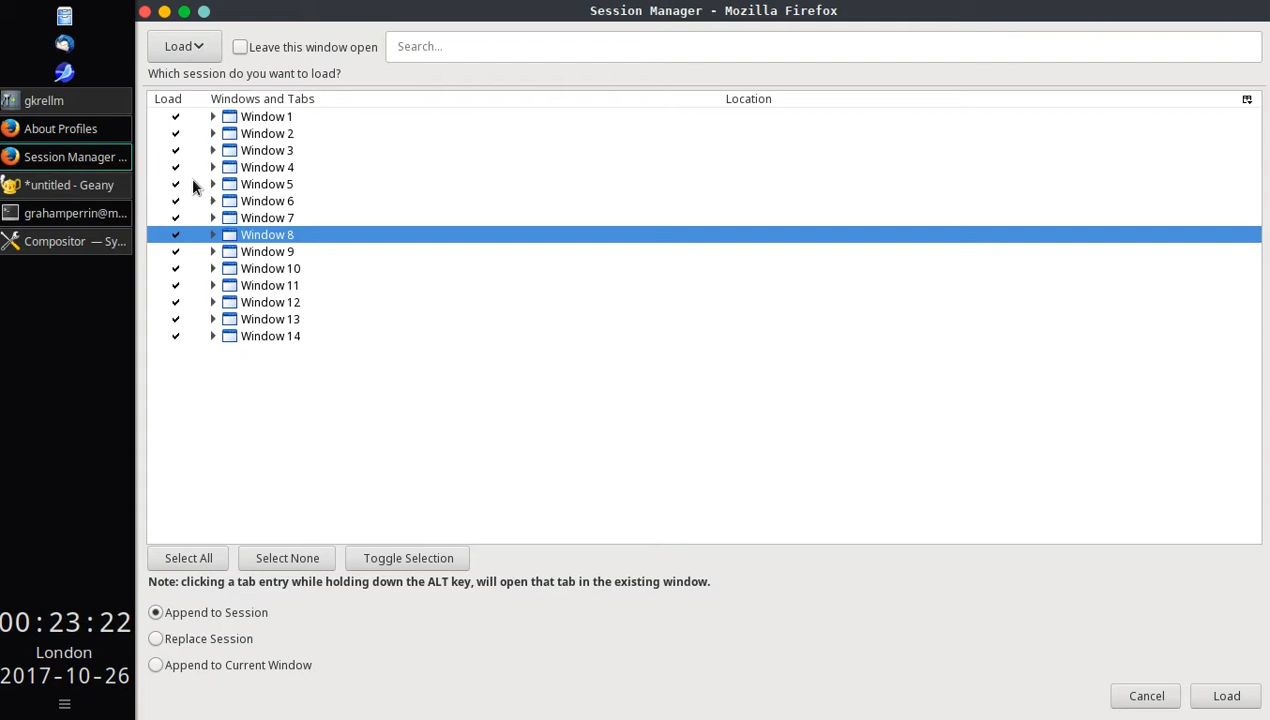 Session Manager - Mozilla Firefox
Load
Leave this window open
Search...
Which session do you want to load?
Load
Windows and Tabs
Location
Window 1
Window 2
Window 3
Window 4
Window 5
Window 6
Window 7
Window 8
Window 9
Window 10
Window 11
Window 12
Window 13
Window 14
Select All
Select None
Toggle Selection
Note: clicking a tab entry while holding down the ALT key, will open that tab in the existing window.
Append to Session
Replace Session
Append to Current Window
Cancel
Load
gkrellm
About Profiles
Session Manager ...
*untitled - Geany
grahamperrin@m...
Compositor — Sy...
00:23:22
London
2017-10-26